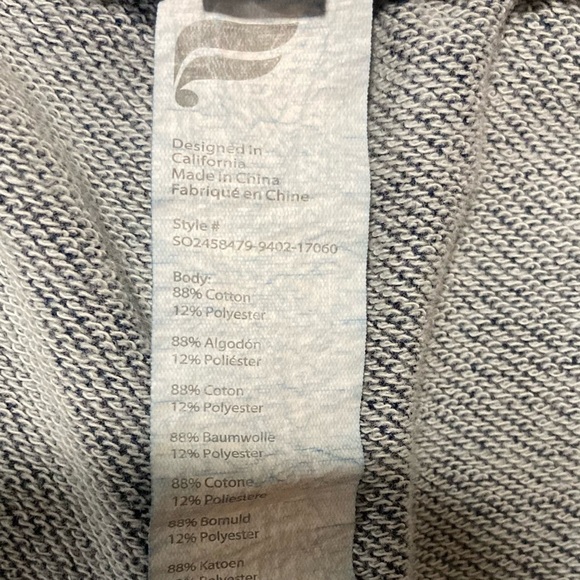 Designed in
California
Made in China
Fabriqué en Chine
Style #
SO2458479-9402-17060
Body:
88% Cotton
12% Polyester
88% Algodón
12% Poliéster
88% Coton
12% Polyester
88% Baumwolle
12% Polyester
88% Cotone
12% Poliestere
88% Bomuld
12% Polyester
88% Katoen
Polyester